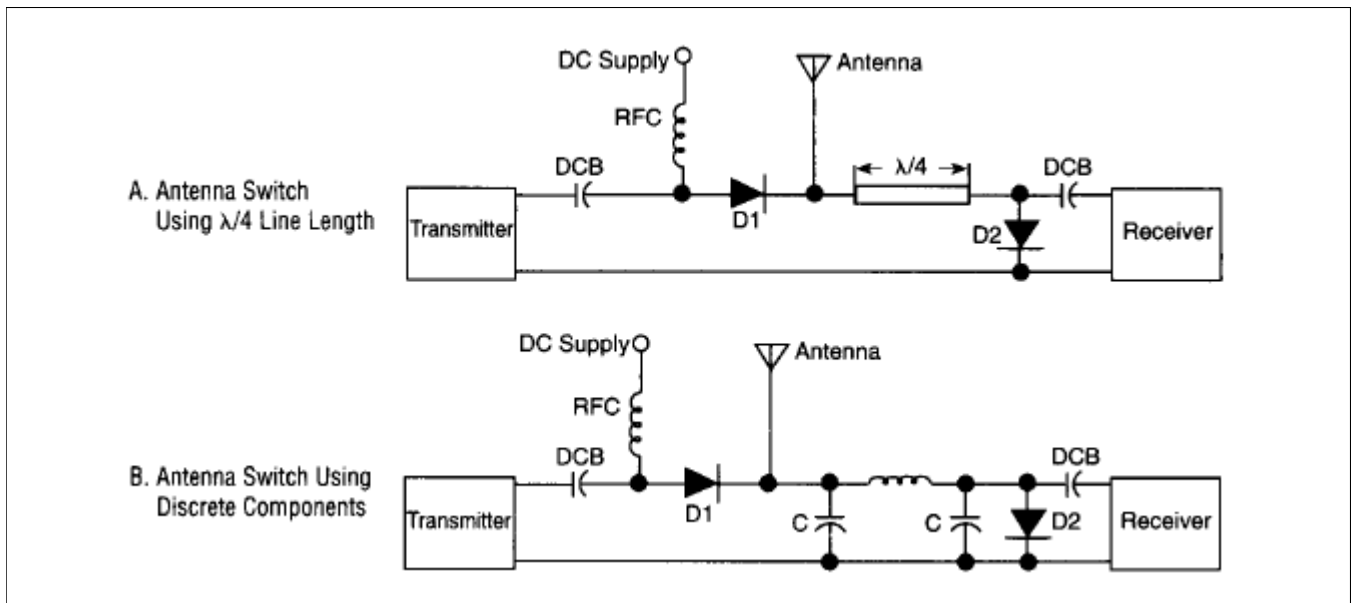 DC Supply
Antenna
RFC
DCB
λ/4
DCB
A. Antenna Switch
Using λ/4 Line Length
Transmitter
D1
D2
Receiver
DC Supply
Antenna
RFC
DCB
DCB
B. Antenna Switch Using
Discrete Components
Transmitter
D1
C
C
D2
Receiver